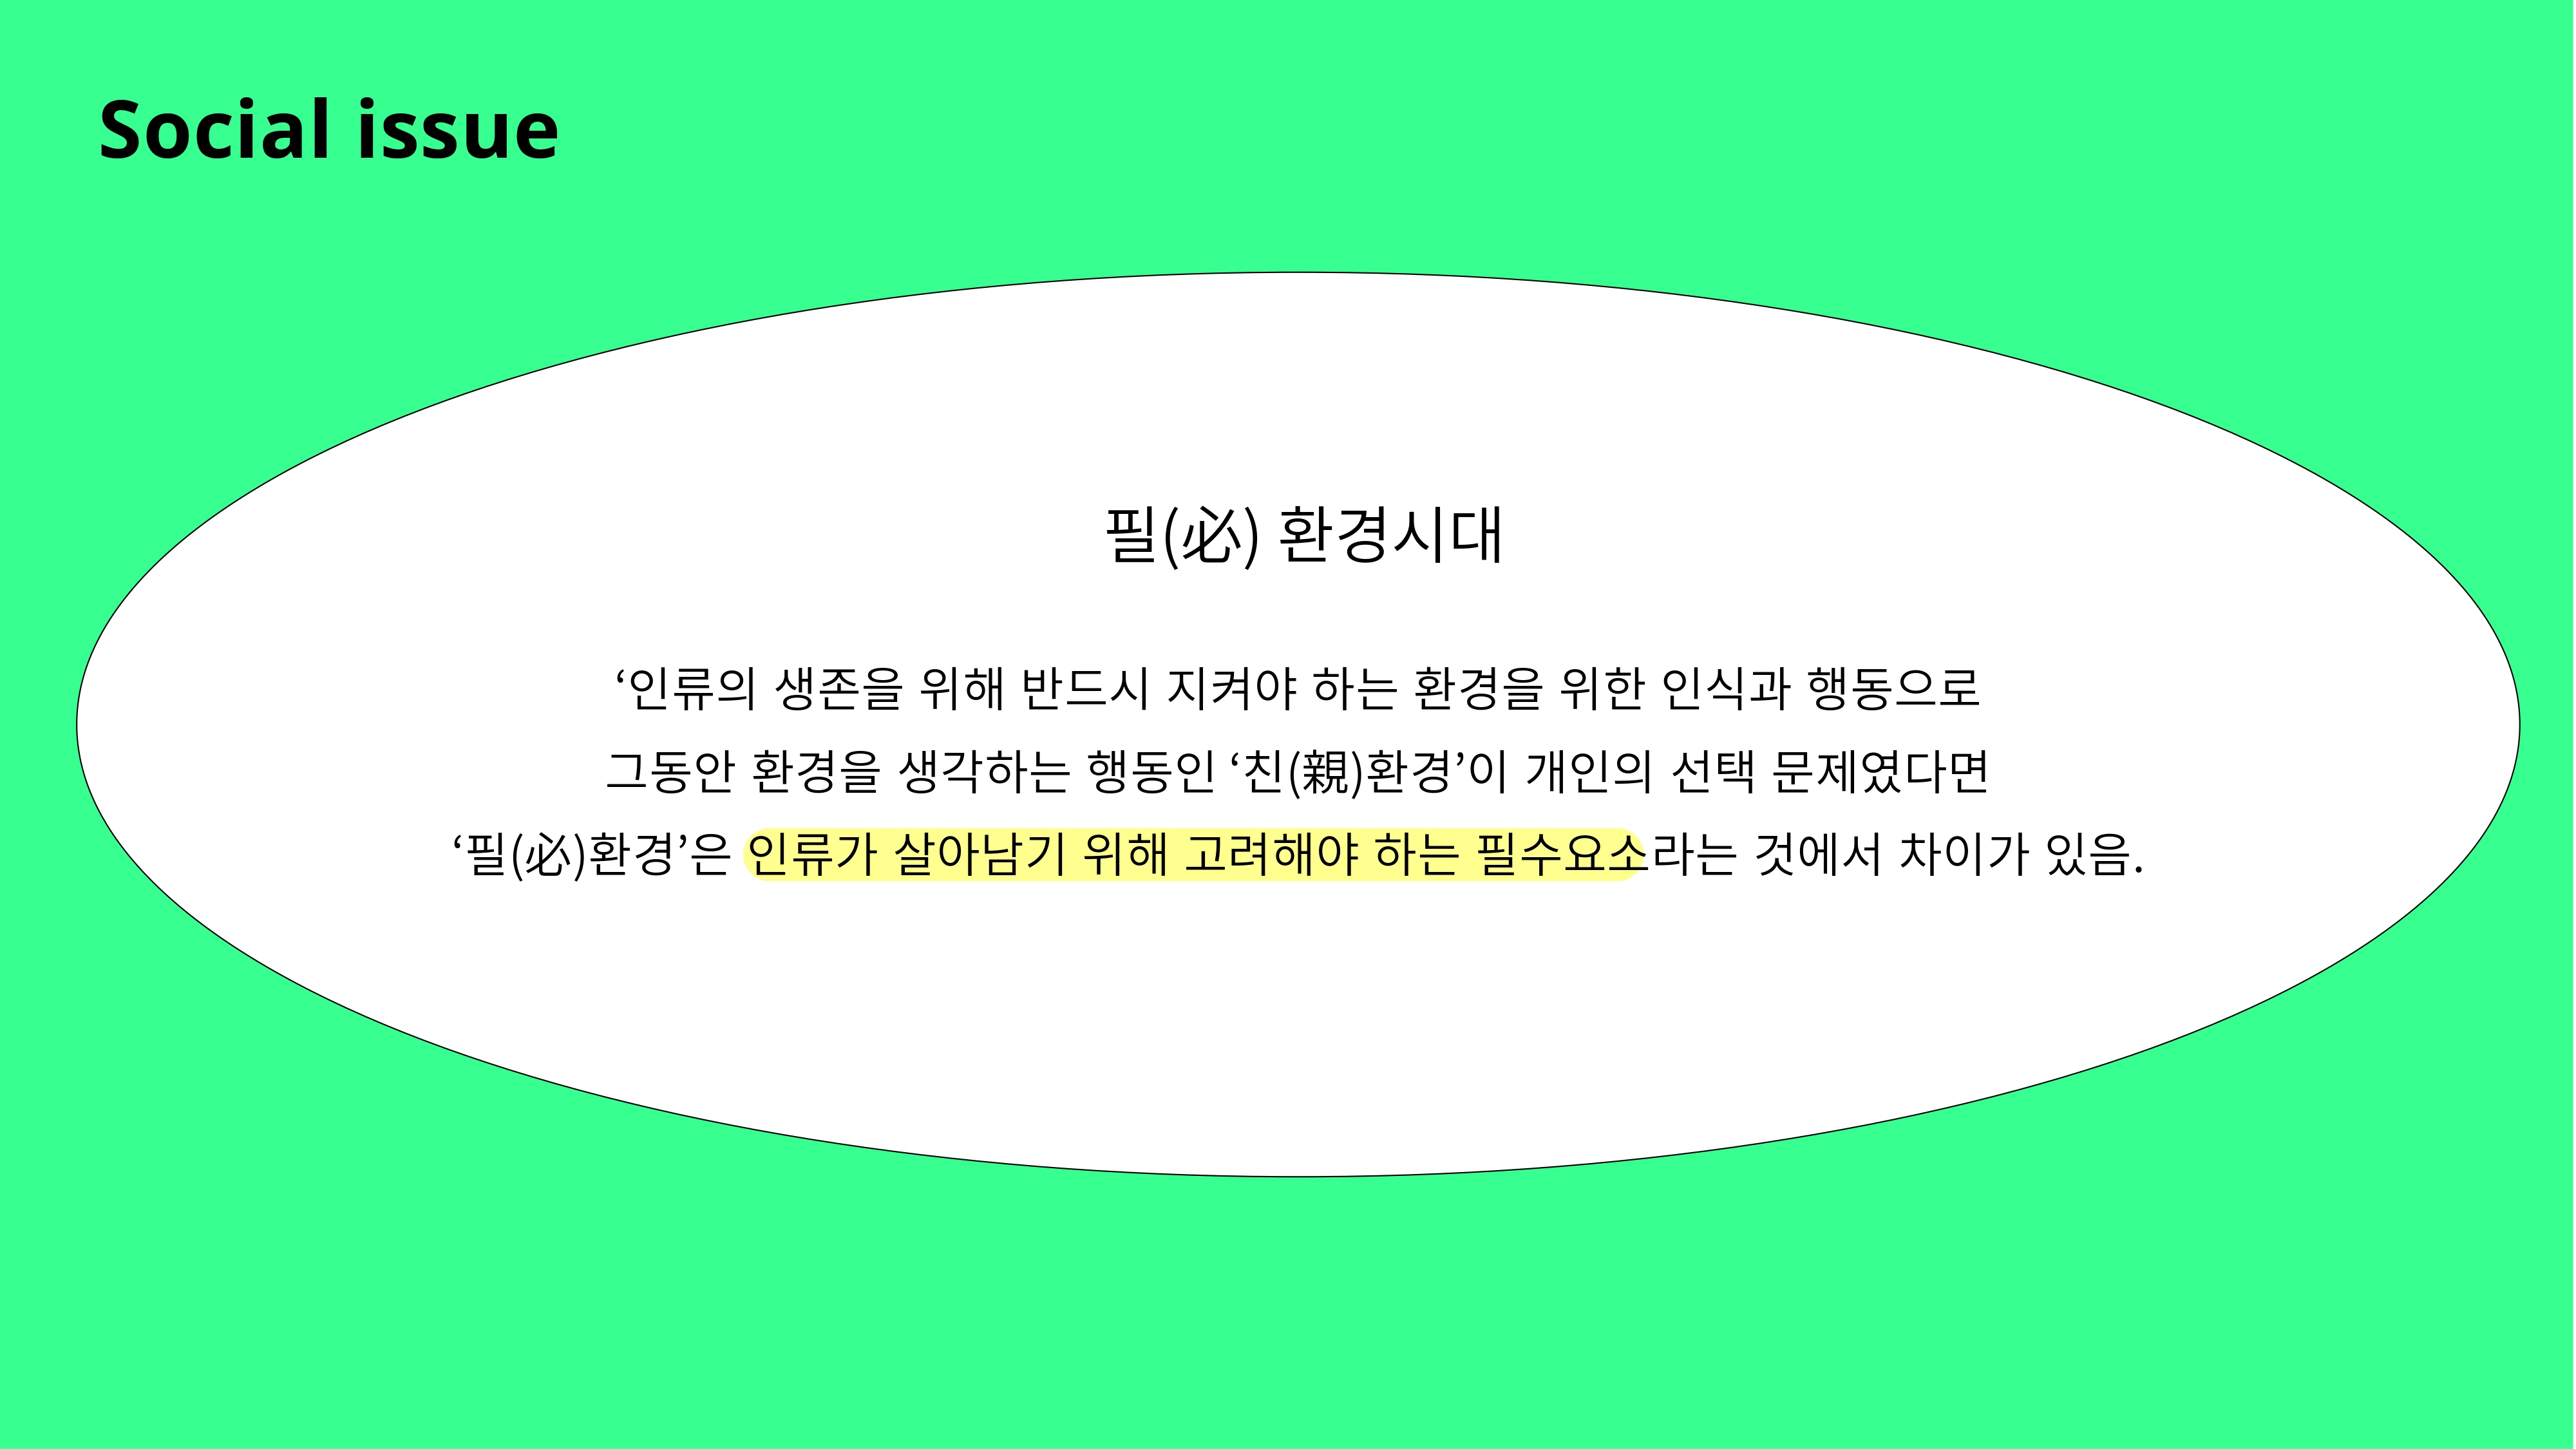 Social issue
필(必) 환경시대
‘인류의 생존을 위해 반드시 지켜야 하는 환경을 위한 인식과 행동으로
그동안 환경을 생각하는 행동인 ‘친(親)환경’이 개인의 선택 문제였다면
‘필(必)환경’은 인류가 살아남기 위해 고려해야 하는 필수요소라는 것에서 차이가 있음.